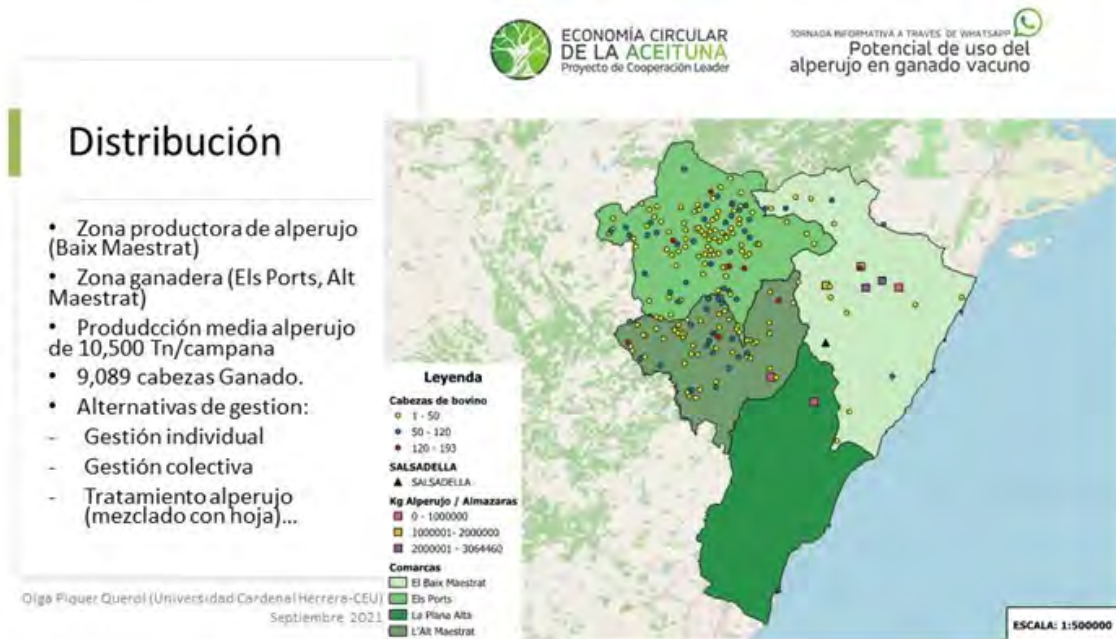 ECONOMÍA CIRCULAR
DE LA ACEITUNA
Proyecto de Cooperación Leader
JORNADA INFORMATIVA A TRAVÉS DE WHATSAPP
Potencial de uso del
alperujo en ganado vacuno
Distribución
• Zona productora de alperujo
(Baix Maestrat)
• Zona ganadera (Els Ports, Alt
Maestrat)
• Produdcción media alperujo
de 10,500 Tn/campana
• 9,089 cabezas Ganado.
• Alternativas de gestion:
- Gestión individual
- Gestión colectiva
- Tratamiento alperujo
(mezclado con hoja)...
Olga Piquer Querol (Universidad Cardenal Herrera-CEU)
Septiembre 2021
Leyenda
Cabezas de bovino
1 - 50
50 - 120
120 - 193
SALSADELLA
SALSADELLA
Kg Alperujo / Almazaras
0 - 1000000
1000001- 2000000
2000001 - 3064460
Comarcas
El Baix Maestrat
Els Ports
La Plana Alta
L'Alt Maestrat
ESCALA: 1:500000